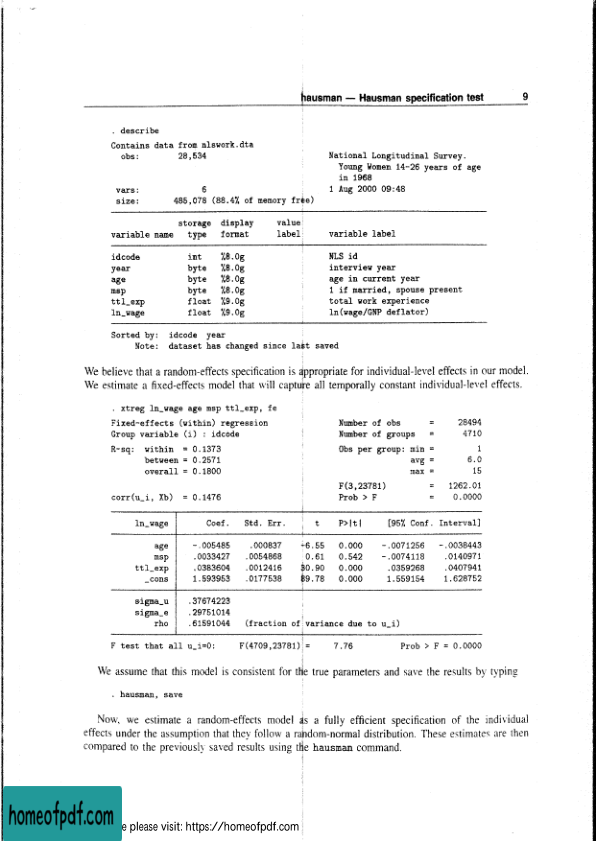 hausman — Hausman specification test 9
. describe
Contains data from nlswork.dta
obs: 28,534 National Longitudinal Survey.
Young Women 14-26 years of age
in 1968
vars: 6 1 Aug 2000 09:48
size: 485,078 (88.4% of memory free)
storage display value
variable name type format label variable label
idcode int %8.0g NLS id
year byte %8.0g interview year
age byte %8.0g age in current year
msp byte %8.0g 1 if married, spouse present
ttl_exp float %9.0g total work experience
ln_wage float %9.0g ln(wage/GNP deflator)
Sorted by: idcode year
Note: dataset has changed since last saved
We believe that a random-effects specification is appropriate for individual-level effects in our model.
We estimate a fixed-effects model that will capture all temporally constant individual-level effects.
. xtreg ln_wage age msp ttl_exp, fe
Fixed-effects (within) regression Number of obs = 28494
Group variable (i) : idcode Number of groups = 4710
R-sq: within = 0.1373 Obs per group: min = 1
between = 0.2571 avg = 6.0
overall = 0.1800 max = 15
F(3,23781) = 1262.01
corr(u_i, Xb) = 0.1476 Prob > F = 0.0000
ln_wage Coef. Std. Err. t P>|t| [95% Conf. Interval]
age -.005485 .000837 -6.55 0.000 -.0071256 -.0038443
msp .0033427 .0054868 0.61 0.542 -.0074118 .0140971
ttl_exp .0383604 .0012416 30.90 0.000 .0359268 .0407941
_cons 1.593953 .0177538 89.78 0.000 1.559154 1.628752
sigma_u .37674223
sigma_e .29751014
rho .61591044 (fraction of variance due to u_i)
F test that all u_i=0: F(4709,23781) = 7.76 Prob > F = 0.0000
We assume that this model is consistent for the true parameters and save the results by typing
. hausman, save
Now, we estimate a random-effects model as a fully efficient specification of the individual
effects under the assumption that they follow a random-normal distribution. These estimates are then
compared to the previously saved results using the hausman command.
homeofpdf.com
e please visit: https://homeofpdf.com